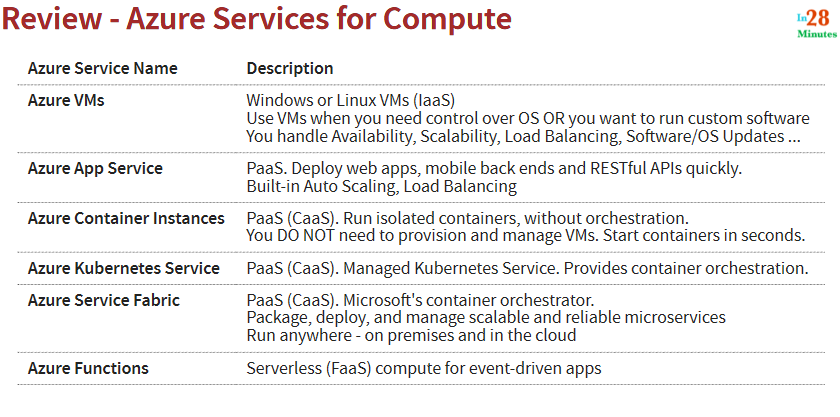 Review - Azure Services for Compute
In28
Minutes
Azure Service Name Description
Azure VMs Windows or Linux VMs (IaaS)
Use VMs when you need control over OS OR you want to run custom software
You handle Availability, Scalability, Load Balancing, Software/OS Updates ...
Azure App Service PaaS. Deploy web apps, mobile back ends and RESTful APIs quickly.
Built-in Auto Scaling, Load Balancing
Azure Container Instances PaaS (CaaS). Run isolated containers, without orchestration.
You DO NOT need to provision and manage VMs. Start containers in seconds.
Azure Kubernetes Service PaaS (CaaS). Managed Kubernetes Service. Provides container orchestration.
Azure Service Fabric PaaS (CaaS). Microsoft's container orchestrator.
Package, deploy, and manage scalable and reliable microservices
Run anywhere - on premises and in the cloud
Azure Functions Serverless (FaaS) compute for event-driven apps